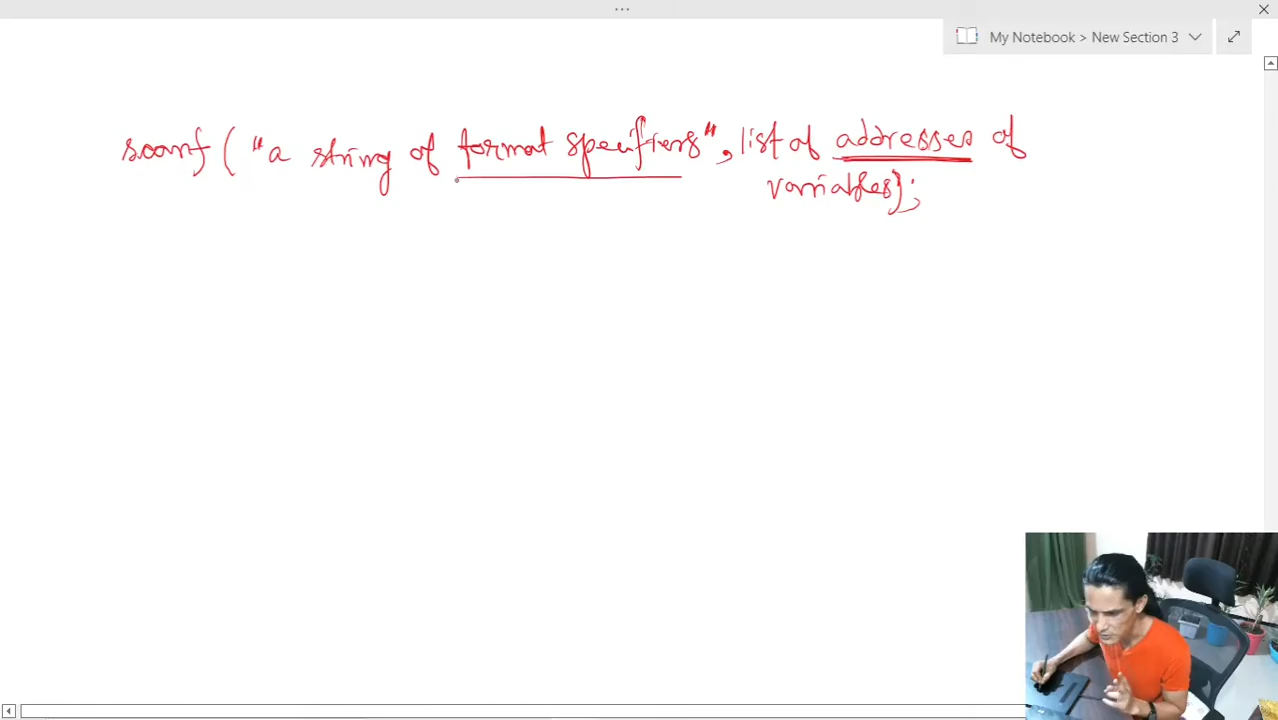 My Notebook > New Section 3
scanf ( "a string of format specifiers", list of addresses of
variables);